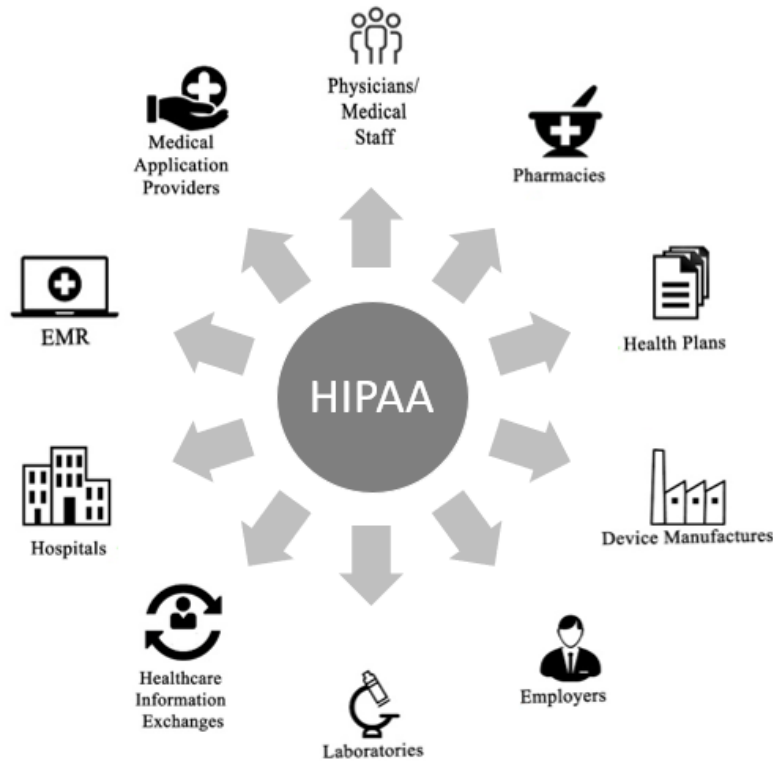 Physicians/
Medical
Staff
Pharmacies
Health Plans
Device Manufactures
Employers
Laboratories
Healthcare
Information
Exchanges
Hospitals
EMR
Medical
Application
Providers
HIPAA